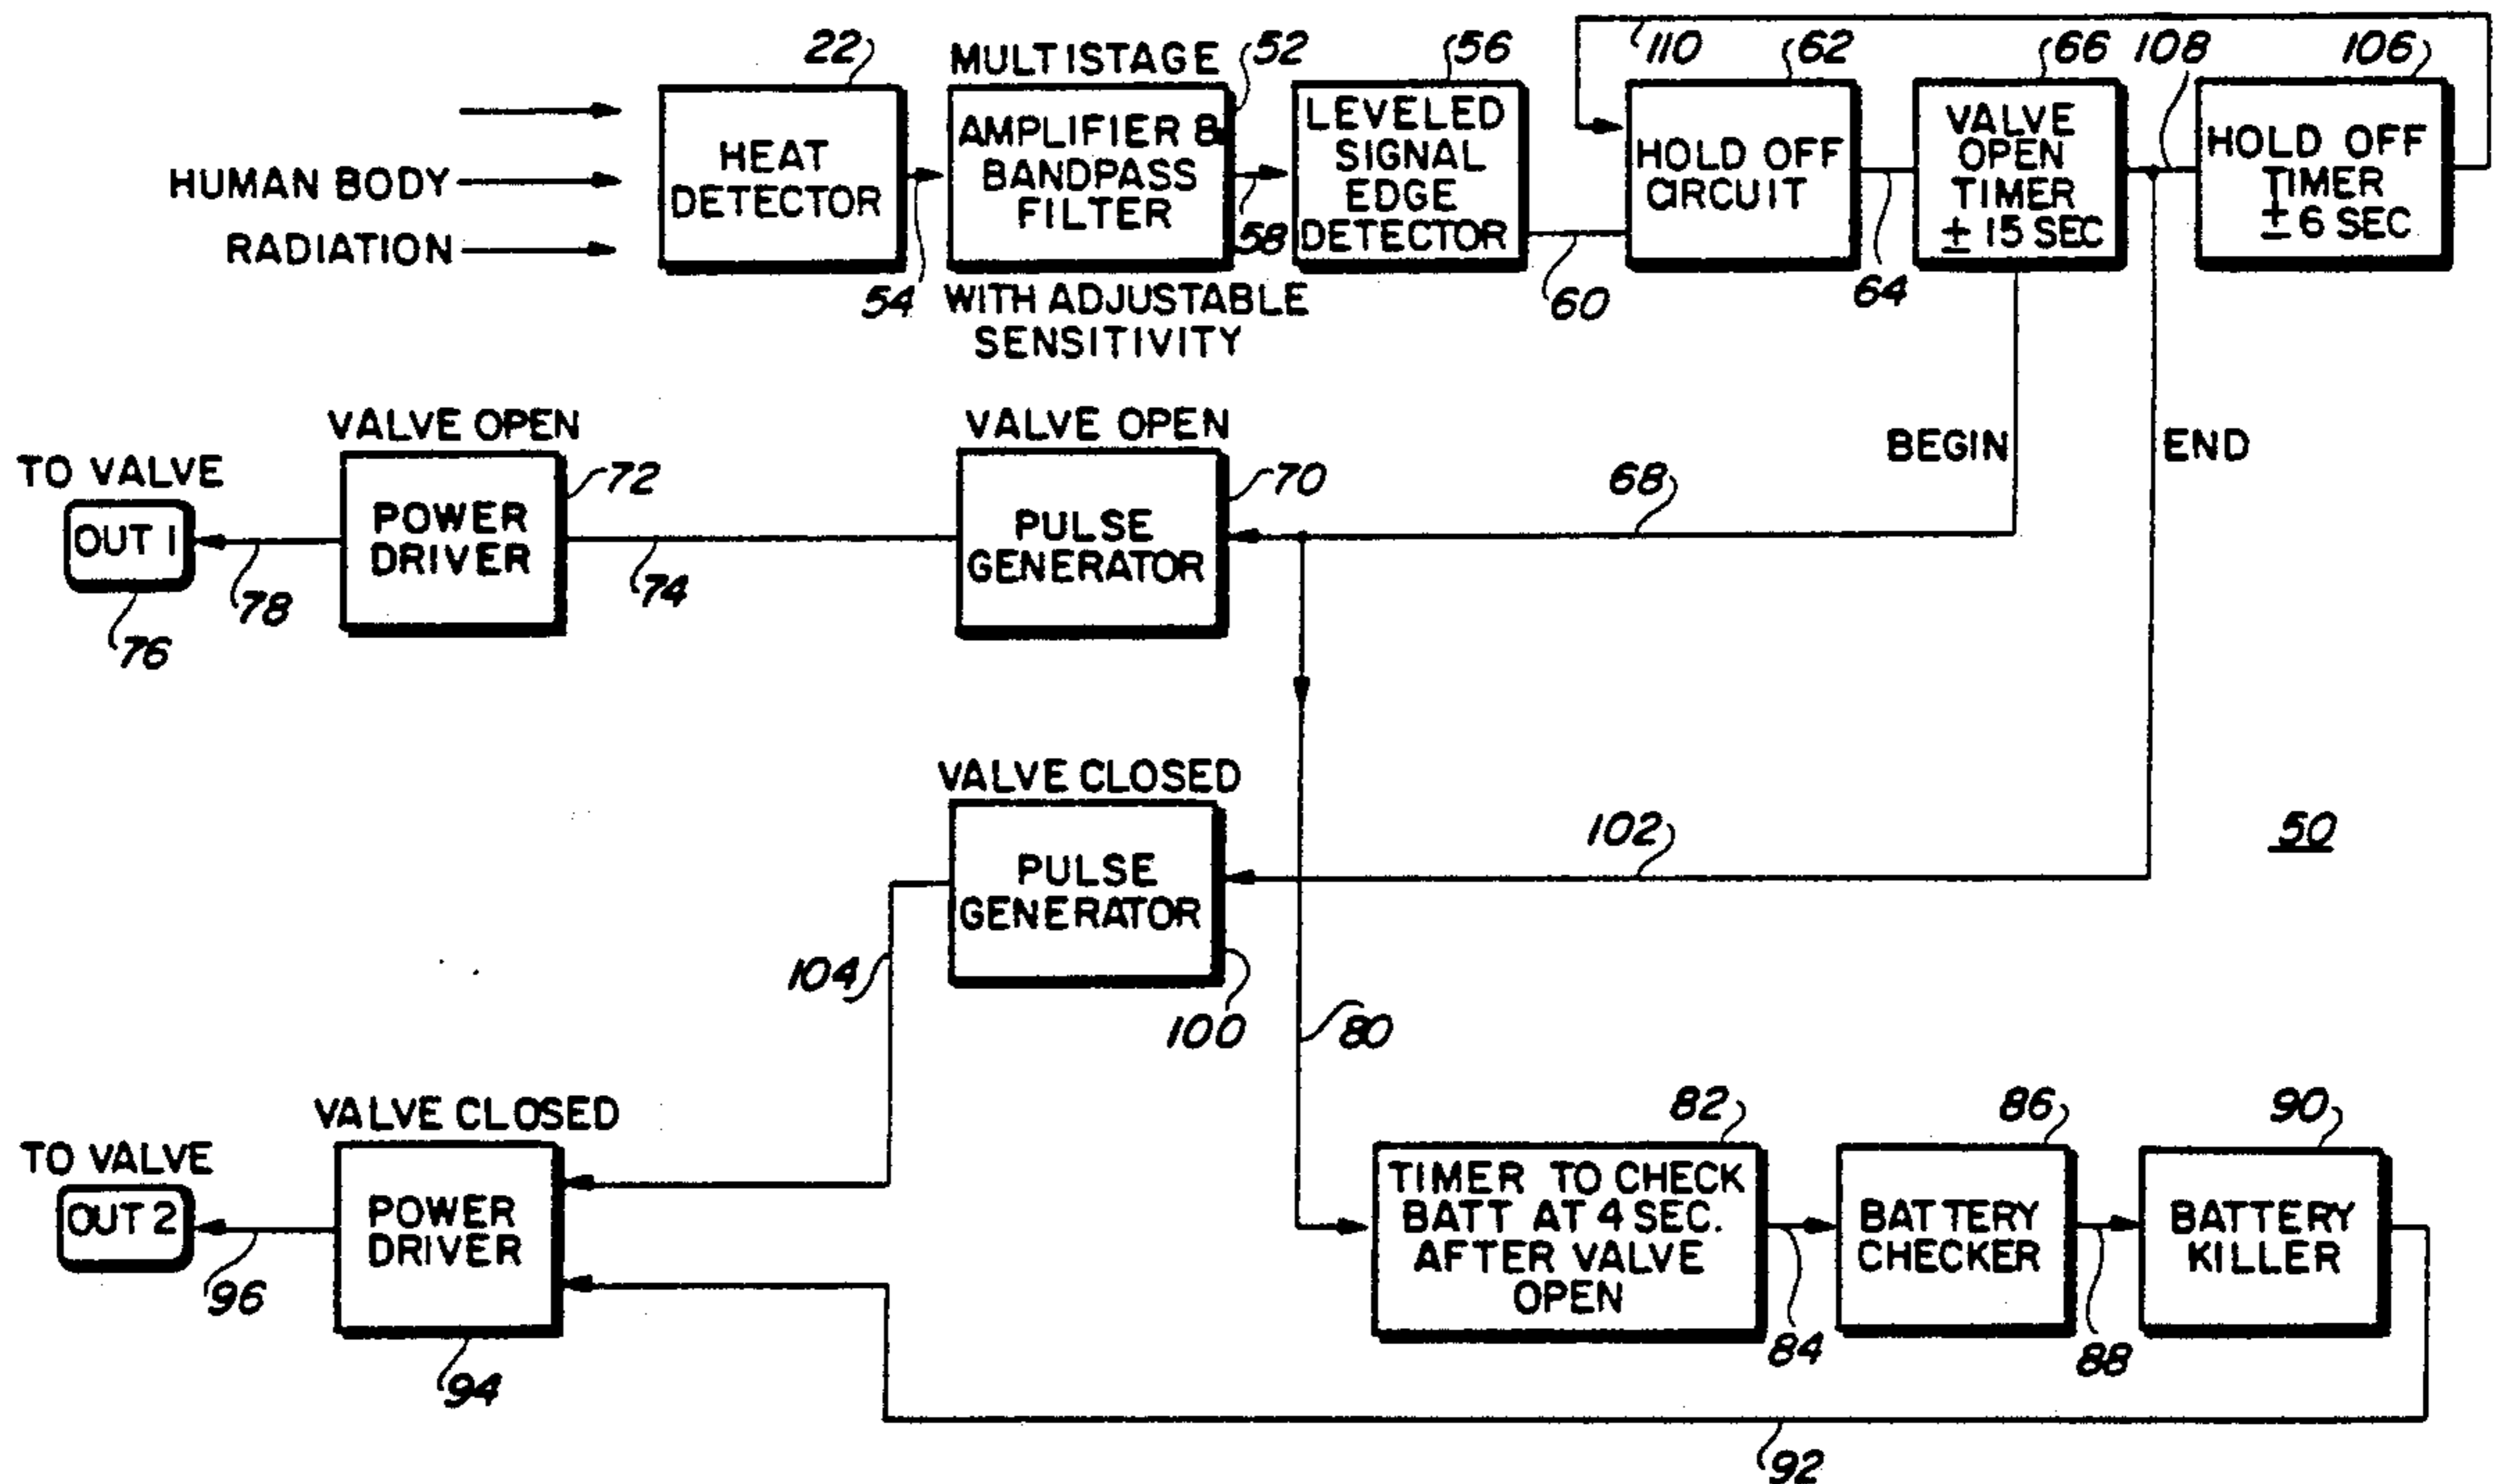 22
MULTISTAGE
52
56
110
62
66
108
106
HUMAN BODY
RADIATION
HEAT
DETECTOR
AMPLIFIER &
BANDPASS
FILTER
LEVELED
SIGNAL
EDGE
DETECTOR
HOLD OFF
CIRCUIT
VALVE
OPEN
TIMER
± 15 SEC
HOLD OFF
TIMER
± 6 SEC
54
WITH ADJUSTABLE
SENSITIVITY
58
60
64
VALVE OPEN
VALVE OPEN
BEGIN
END
TO VALVE
72
70
68
OUT 1
POWER
DRIVER
PULSE
GENERATOR
78
74
76
VALVE CLOSED
102
50
PULSE
GENERATOR
104
100
80
VALVE CLOSED
82
86
90
TO VALVE
OUT 2
POWER
DRIVER
TIMER TO CHECK
BATT AT 4 SEC.
AFTER VALVE
OPEN
BATTERY
CHECKER
BATTERY
KILLER
96
84
88
94
92